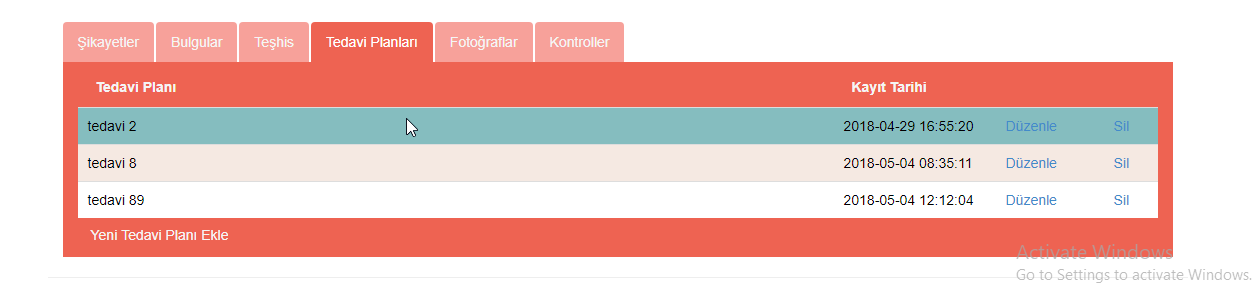 Şikayetler Bulgular Teşhis Tedavi Planları Fotoğraflar Kontroller
Tedavi Planı Kayıt Tarihi
tedavi 2 2018-04-29 16:55:20 Düzenle Sil
tedavi 8 2018-05-04 08:35:11 Düzenle Sil
tedavi 89 2018-05-04 12:12:04 Düzenle Sil
Yeni Tedavi Planı Ekle
Activate Windows
Go to Settings to activate Windows.